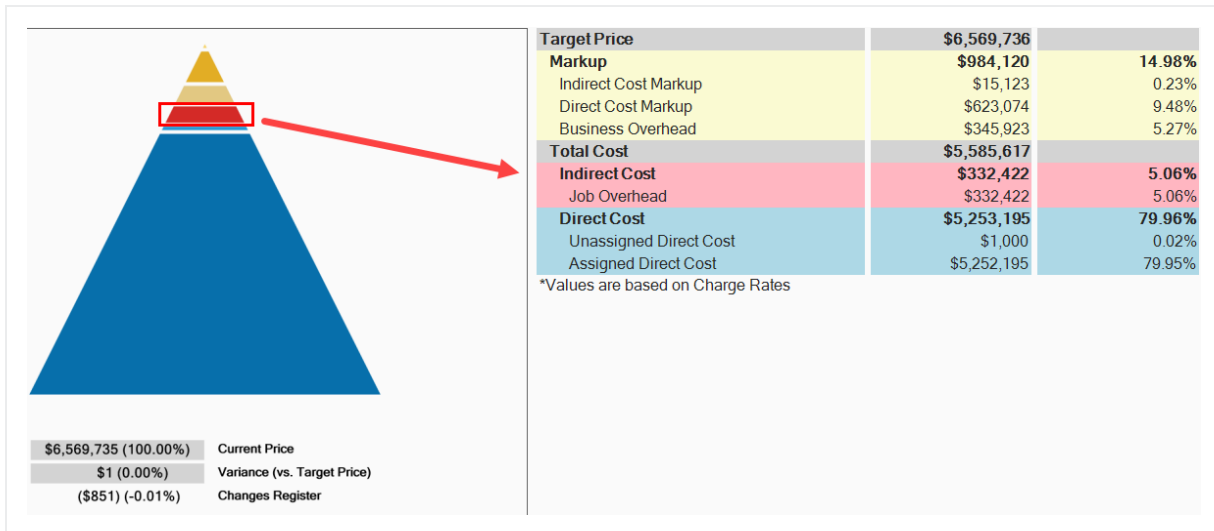 Target Price $6,569,736
Markup $984,120 14.98%
Indirect Cost Markup $15,123 0.23%
Direct Cost Markup $623,074 9.48%
Business Overhead $345,923 5.27%
Total Cost $5,585,617
Indirect Cost $332,422 5.06%
Job Overhead $332,422 5.06%
Direct Cost $5,253,195 79.96%
Unassigned Direct Cost $1,000 0.02%
Assigned Direct Cost $5,252,195 79.95%
*Values are based on Charge Rates
$6,569,735 (100.00%) Current Price
$1 (0.00%) Variance (vs. Target Price)
($851) (-0.01%) Changes Register